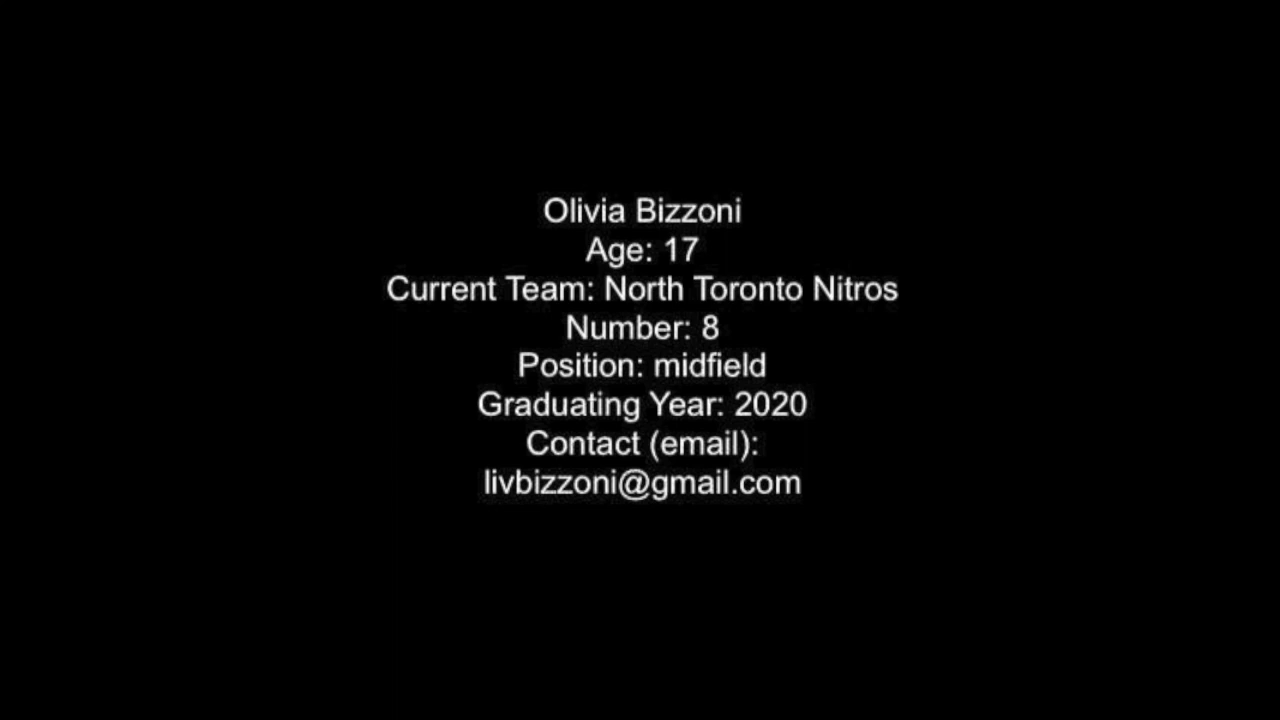 Olivia Bizzoni
Age: 17
Current Team: North Toronto Nitros
Number: 8
Position: midfield
Graduating Year: 2020
Contact (email):
livbizzoni@gmail.com